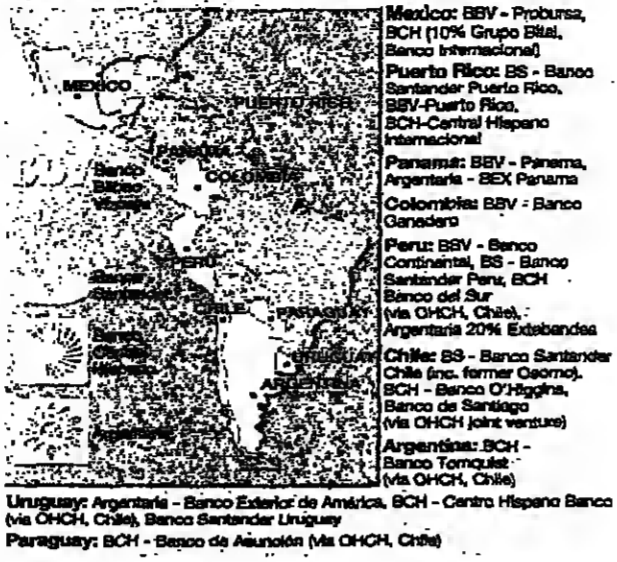 Mexico: BBV - Probursa,
BCH (10% Grupo Bital,
Banco Internacional)
Puerto Rico: BS - Banco
Santander Puerto Rico,
BBV-Puerto Rico,
BCH-Central Hispano
Internacional
Panama: BBV - Panama,
Argentaria - BEX Panama
Colombia: BBV - Banco
Ganadero
Peru: BBV - Banco
Continental, BS - Banco
Santander Peru, BCH
Banco del Sur
(via OHCH, Chile),
Argentaria 20% Extebandes
Chile: BS - Banco Santander
Chile (inc. former Osorno).
BCH - Banco O'Higgins,
Banco de Santiago
(via OHCH joint venture)
Argentina: BCH -
Banco Tornquist
(via OHCH, Chile)
Uruguay: Argentaria - Banco Exterior de América, BCH - Centro Hispano Banco
(via OHCH, Chile), Banco Santander Uruguay
Paraguay: BCH - Banco de Asunción (via OHCH, Chile)
MEXICO
PUERTO RICO
PANAMA
COLOMBIA
PERU
CHILE
PARAGUAY
URUGUAY
ARGENTINA
Banco
Bilbao
Vizcaya
Banco
Santander
Banco
Central
Hispano
Argentaria